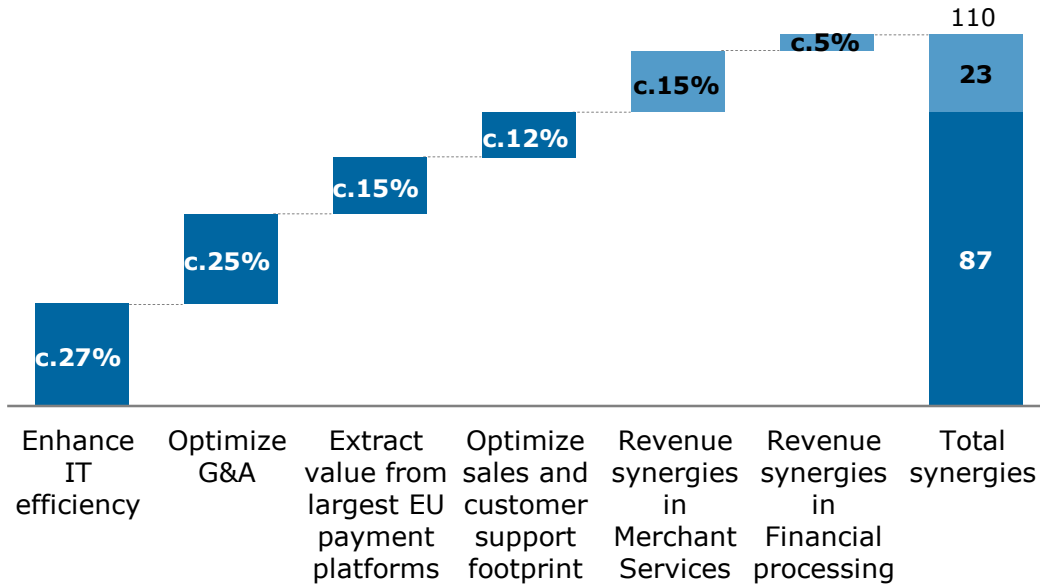 110
c.5%
23
c.15%
c.12%
c.15%
c.25%
87
c.27%
Enhance
IT
efficiency
Optimize
G&A
Extract
value from
largest EU
payment
platforms
Optimize
sales and
customer
support
footprint
Revenue
synergies
in
Merchant
Services
Revenue
synergies
in
Financial
processing
Total
synergies